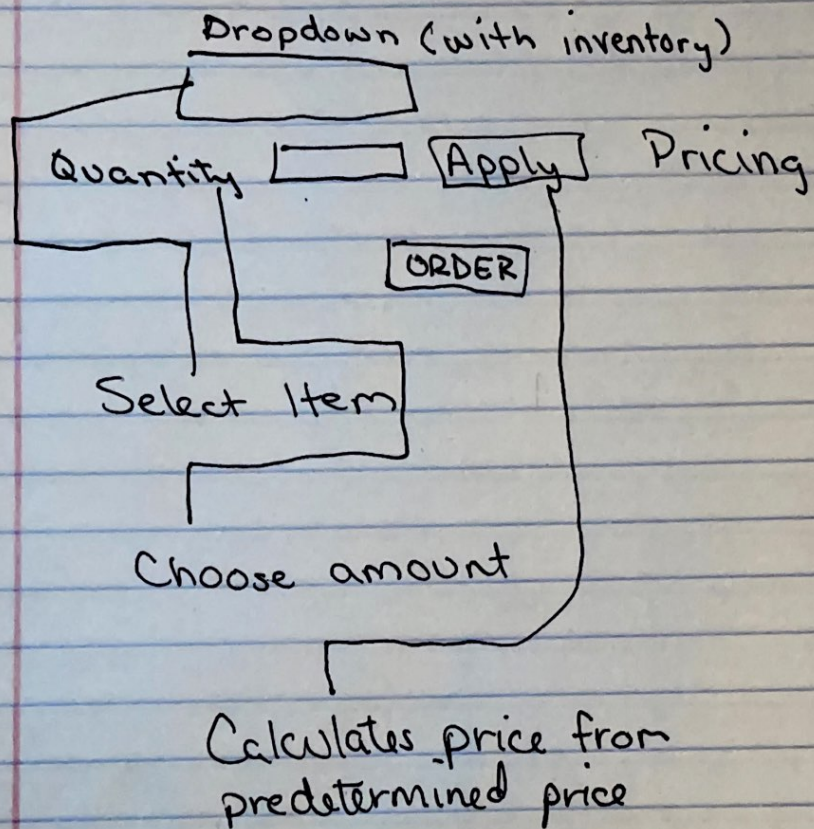 Dropdown (with inventory)
Quantity Apply Pricing
ORDER
Select Item
Choose amount
Calculates price from
predetermined price